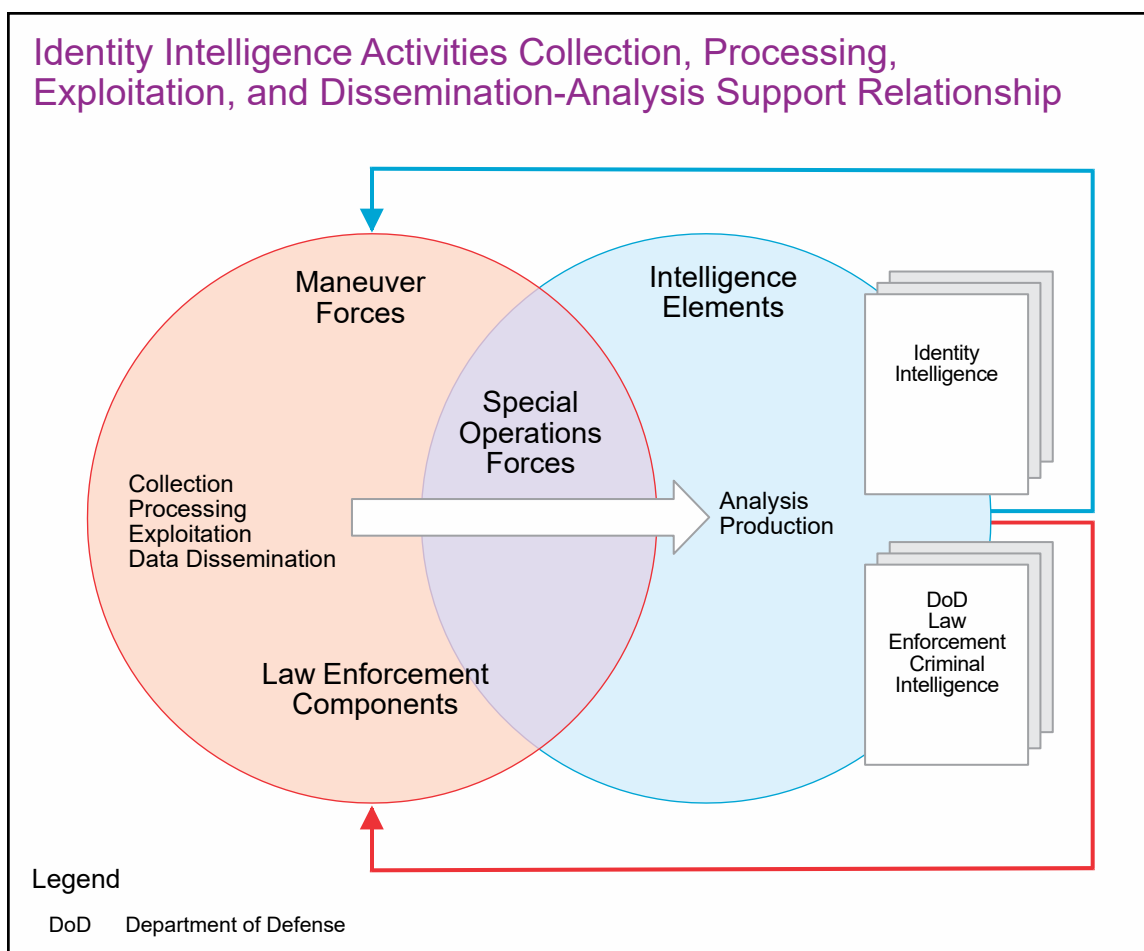 Identity Intelligence Activities Collection, Processing,
Exploitation, and Dissemination-Analysis Support Relationship
Maneuver
Forces
Intelligence
Elements
Identity
Intelligence
Special
Operations
Forces
Collection
Processing
Exploitation
Data Dissemination
Analysis
Production
DoD
Law
Enforcement
Criminal
Intelligence
Law Enforcement
Components
Legend
DoD Department of Defense